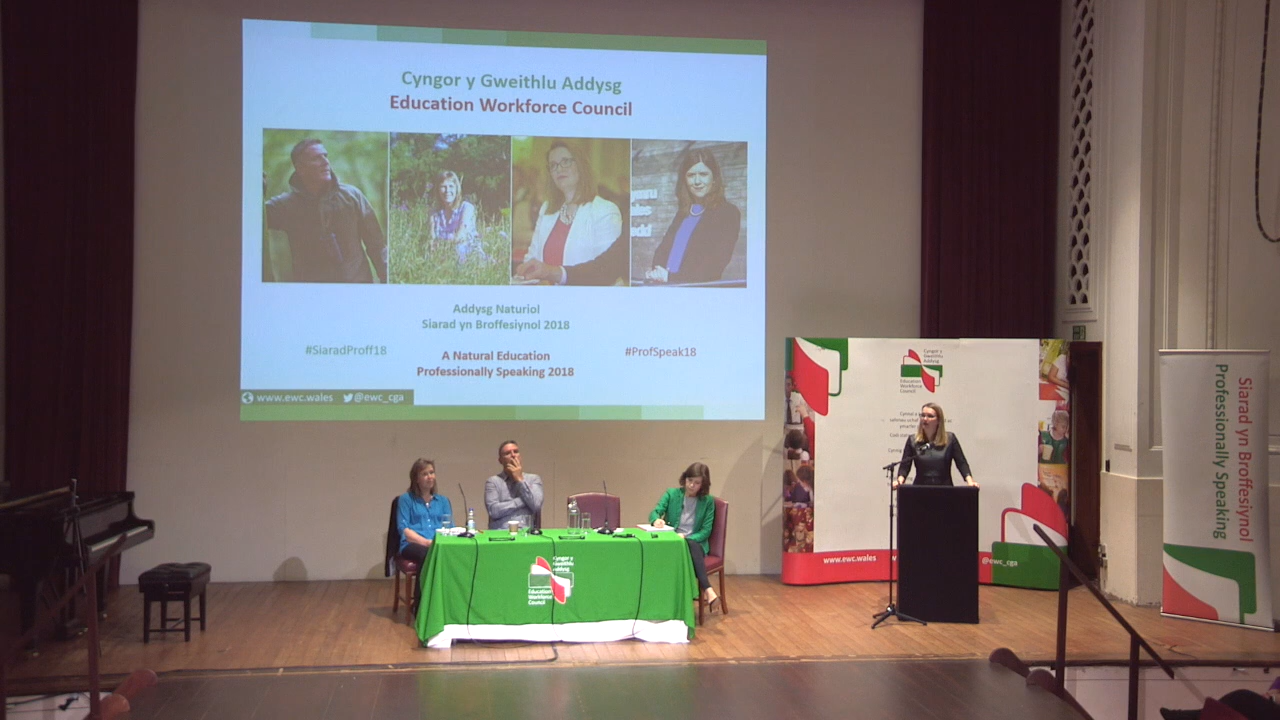 Cyngor y Gweithlu Addysg
Education Workforce Council
Addysg Naturiol
Siarad yn Broffesiynol 2018
#SiaradProff18
#ProfSpeak18
A Natural Education
Professionally Speaking 2018
www.ewc.wales @ewc_cga
Cyngor y
Gweithlu
Addysg
Education
Workforce
Council
www.ewc.wales
@ewc_cga
Cyngor y
Gweithlu
Addysg
Education
Workforce
Council
Siarad yn Broffesiynol
Professionally Speaking